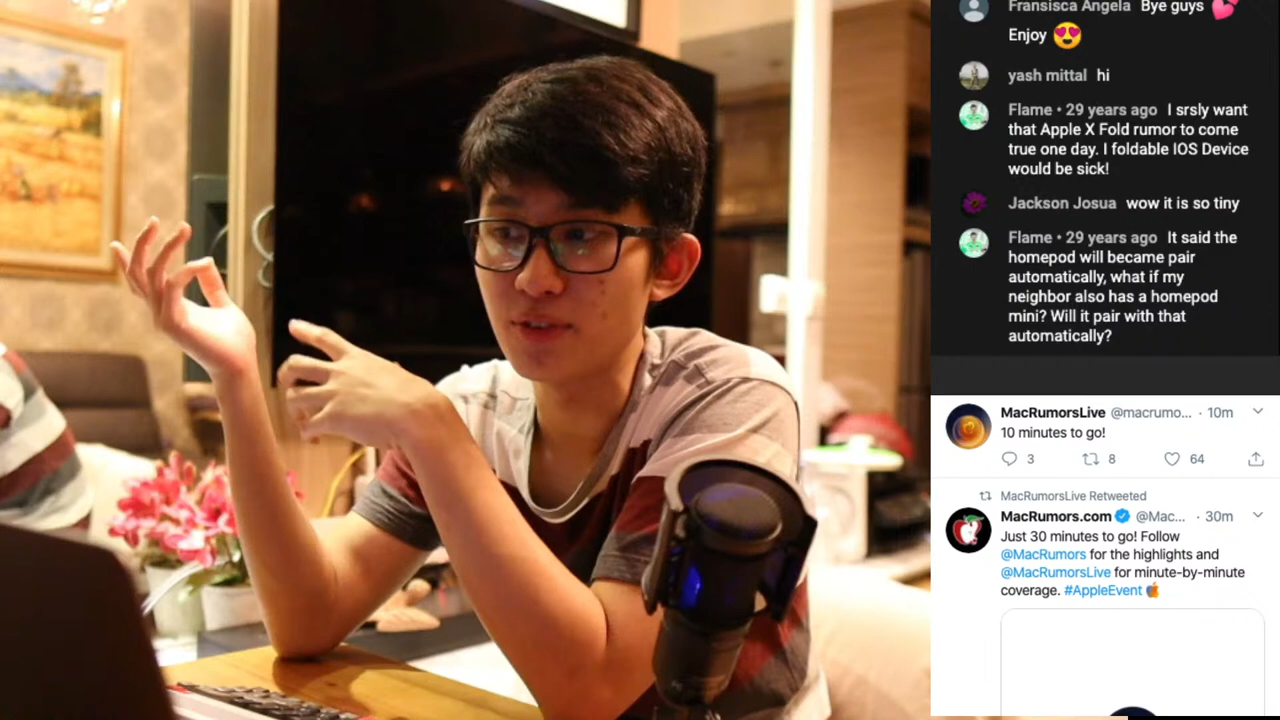 Fransisca Angela Bye guys 💕
Enjoy 😍
yash mittal hi
Flame • 29 years ago I srsly want
that Apple X Fold rumor to come
true one day. I foldable IOS Device
would be sick!
Jackson Josua wow it is so tiny
Flame • 29 years ago It said the
homepod will became pair
automatically, what if my
neighbor also has a homepod
mini? Will it pair with that
automatically?
MacRumorsLive @macrumo... · 10m
10 minutes to go!
3 8 64
MacRumorsLive Retweeted
MacRumors.com @Mac... · 30m
Just 30 minutes to go! Follow
@MacRumors for the highlights and
@MacRumorsLive for minute-by-minute
coverage. #AppleEvent